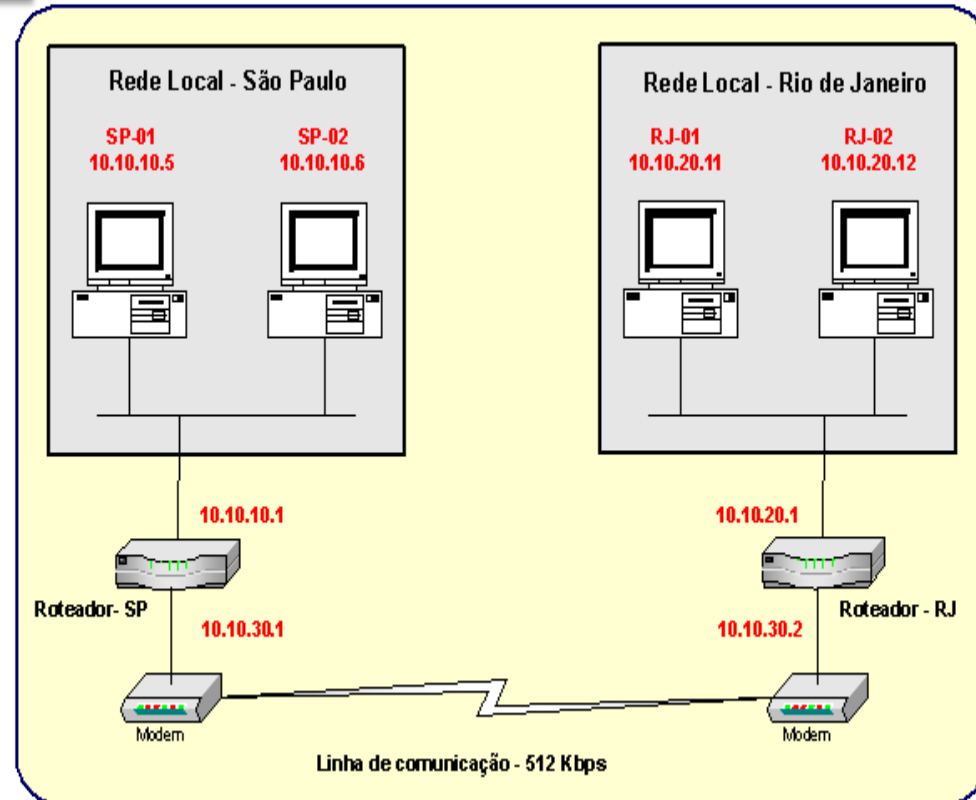 Rede Local - São Paulo
SP-01
10.10.10.5
SP-02
10.10.10.6
Rede Local - Rio de Janeiro
RJ-01
10.10.20.11
RJ-02
10.10.20.12
10.10.10.1
Roteador- SP
10.10.30.1
Modem
10.10.20.1
Roteador - RJ
10.10.30.2
Modem
Linha de comunicação - 512 Kbps